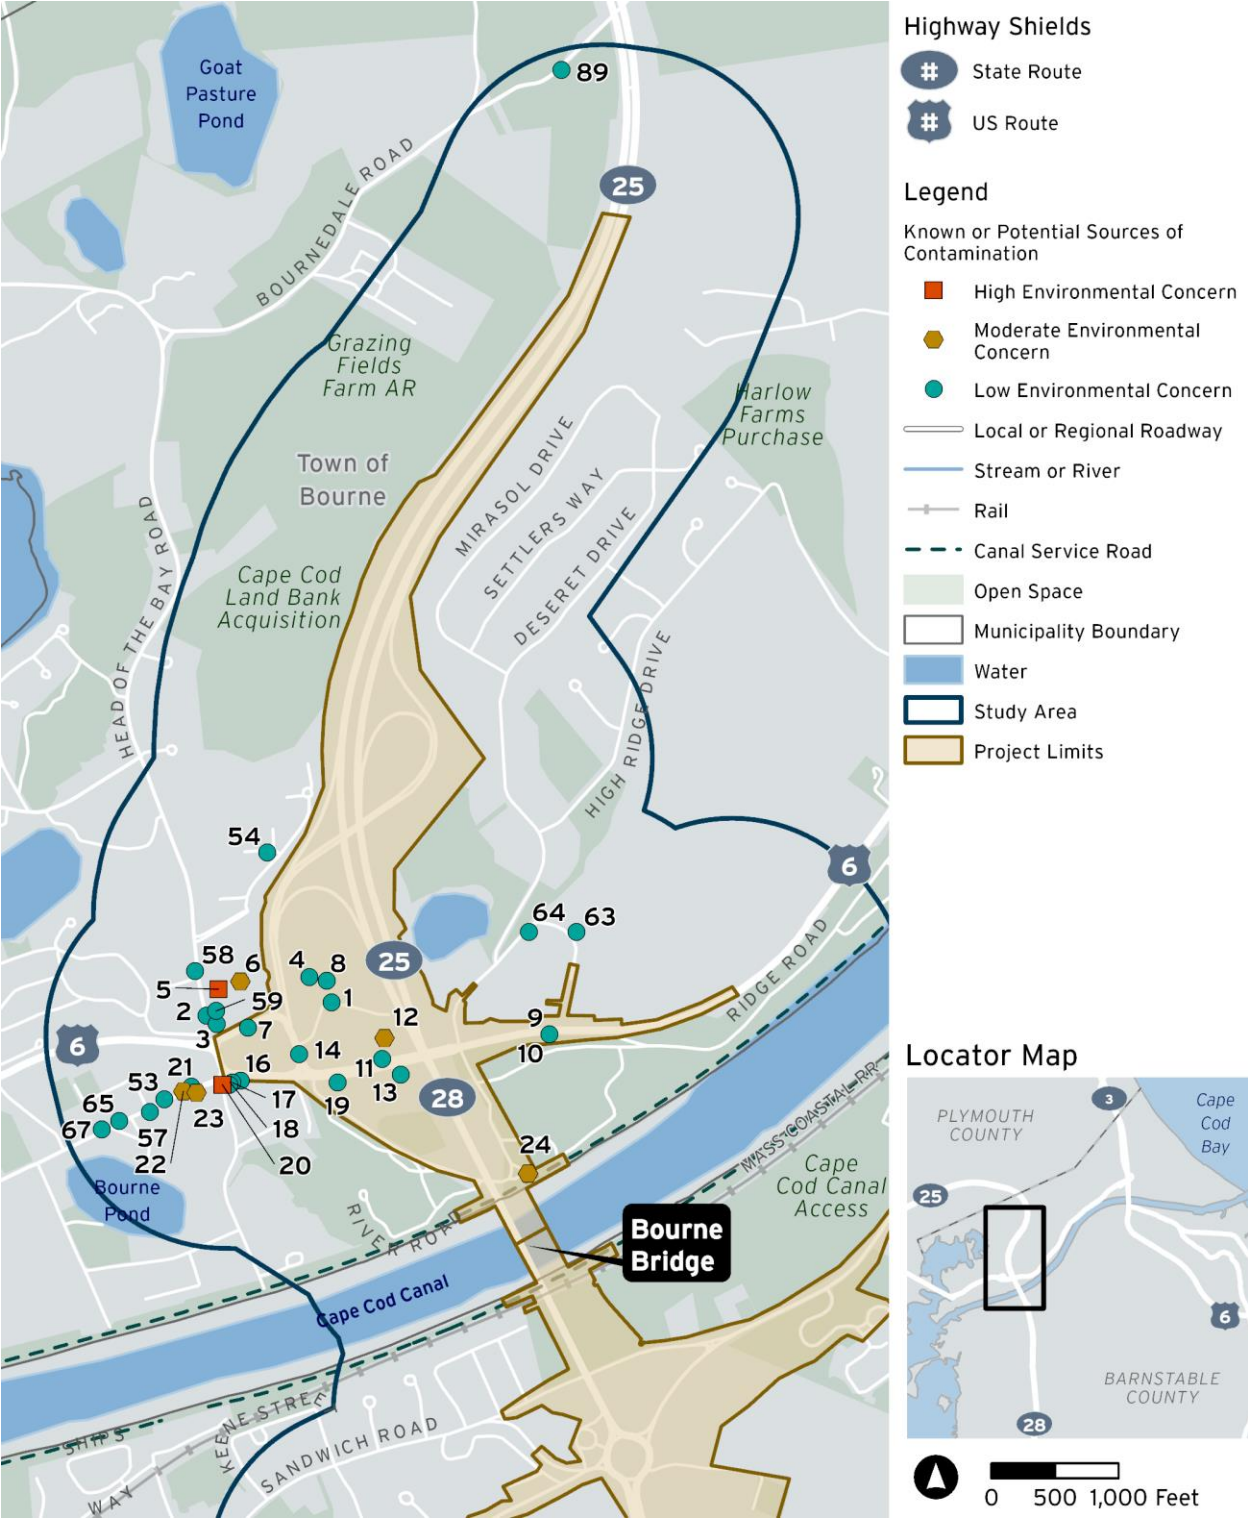 Goat
Pasture
Pond
89
25
BOURNEDALE ROAD
Grazing
Fields
Farm AR
Harlow
Farms
Purchase
Town of
Bourne
MIRASOL DRIVE
SETTLERS WAY
DESERET DRIVE
HEAD OF THE BAY ROAD
Cape Cod
Land Bank
Acquisition
HIGH RIDGE DRIVE
54
6
64
63
58
6
4
8
25
5
59
1
2
12
RIDGE ROAD
3
7
9
6
10
14
11
16
21
13
53
17
19
28
65
23
18
67
57
24
22
20
MASS COASTAL RR
Bourne
Pond
Cape
Cod Canal
Access
RIVER ROAD
Bourne
Bridge
Cape Cod Canal
KEENE STREET
SHIPS
WAY
SANDWICH ROAD
Highway Shields
# State Route
# US Route
Legend
Known or Potential Sources of
Contamination
High Environmental Concern
Moderate Environmental
Concern
Low Environmental Concern
Local or Regional Roadway
Stream or River
Rail
Canal Service Road
Open Space
Municipality Boundary
Water
Study Area
Project Limits
Locator Map
3
PLYMOUTH
COUNTY
Cape
Cod
Bay
25
6
BARNSTABLE
COUNTY
28
0 500 1,000 Feet